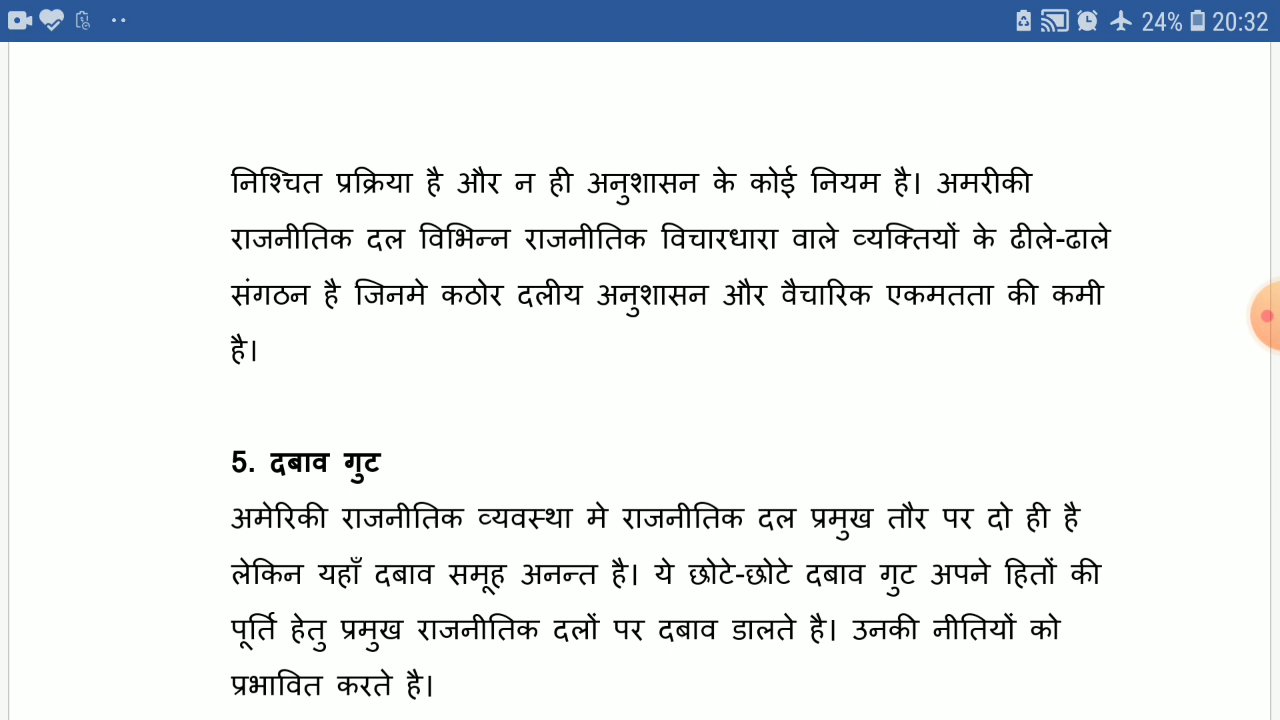 24% 20:32
निश्चित प्रक्रिया है और न ही अनुशासन के कोई नियम है। अमरीकी
राजनीतिक दल विभिन्न राजनीतिक विचारधारा वाले व्यक्तियों के ढीले-ढाले
संगठन है जिनमे कठोर दलीय अनुशासन और वैचारिक एकमतता की कमी
है।
5. दबाव गुट
अमेरिकी राजनीतिक व्यवस्था मे राजनीतिक दल प्रमुख तौर पर दो ही है
लेकिन यहाँ दबाव समूह अनन्त है। ये छोटे-छोटे दबाव गुट अपने हितों की
पूर्ति हेतु प्रमुख राजनीतिक दलों पर दबाव डालते है। उनकी नीतियों को
प्रभावित करते है।